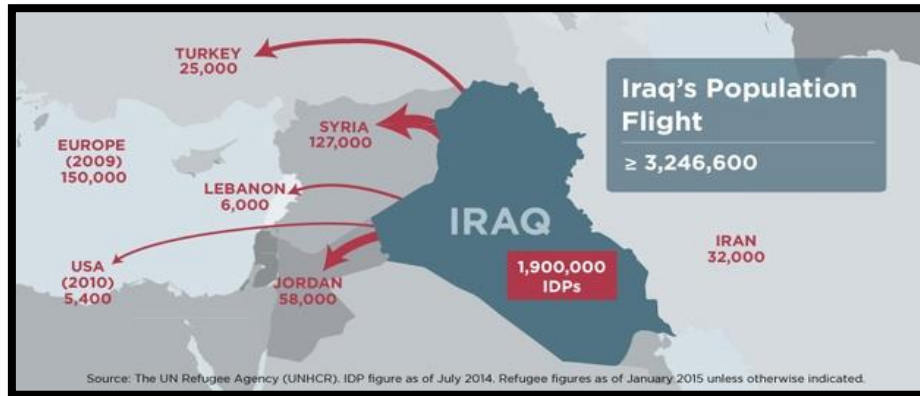 TURKEY
25,000
Iraq's Population
Flight
≥ 3,246,600
SYRIA
127,000
EUROPE
(2009)
150,000
LEBANON
6,000
IRAQ
IRAN
32,000
USA
(2010)
5,400
JORDAN
58,000
1,900,000
IDPs
Source: The UN Refugee Agency (UNHCR). IDP figure as of July 2014. Refugee figures as of January 2015 unless otherwise indicated.